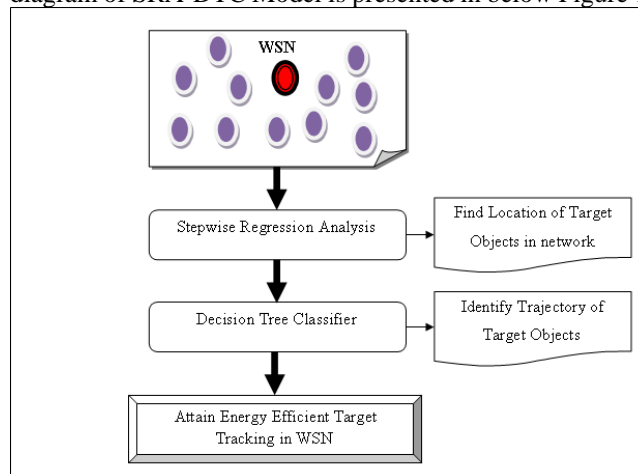 diagram of SRA-DTC Model is presented in below Figure
WSN
Stepwise Regression Analysis
Find Location of Target
Objects in network
Decision Tree Classifier
Identify Trajectory of
Target Objects
Attain Energy Efficient Target
Tracking in WSN